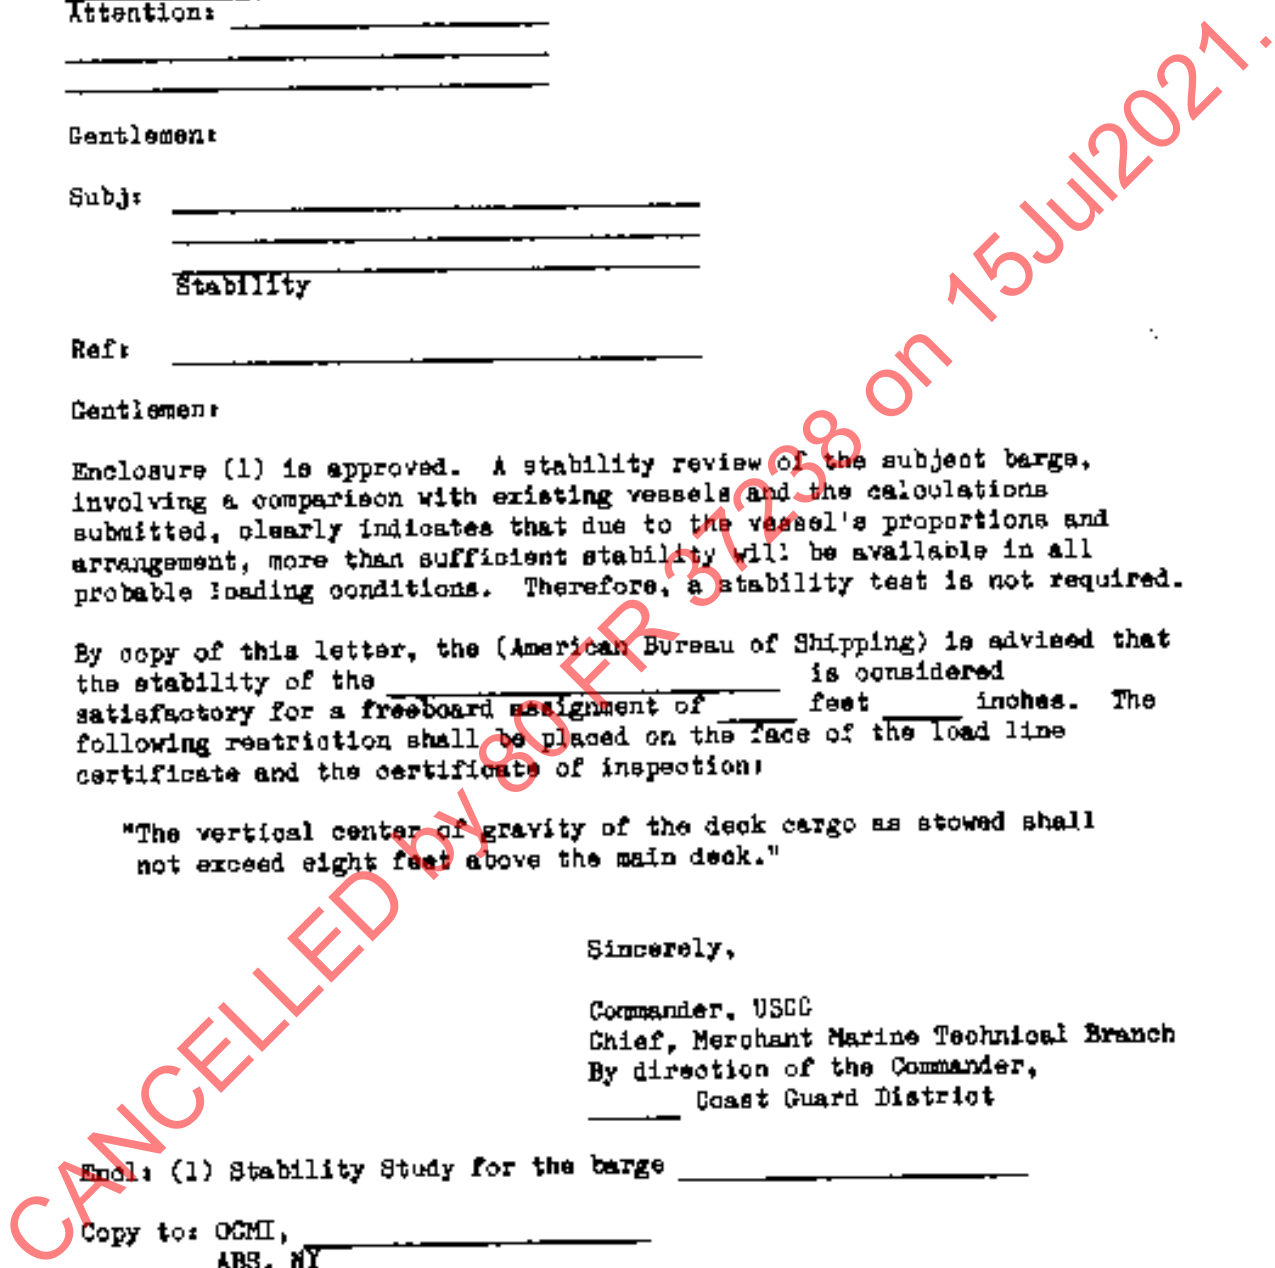 Attention:
Gentlemen:
Subj:
Stability
Ref:
Gentlemen:
Enclosure (1) is approved. A stability review of the subject barge,
involving a comparison with existing vessels and the calculations
submitted, clearly indicates that due to the vessel's proportions and
arrangement, more than sufficient stability will be available in all
probable loading conditions. Therefore, a stability test is not required.
By copy of this letter, the (American Bureau of Shipping) is advised that
the stability of the ____ is considered
satisfactory for a freeboard assignment of ____ feet ____ inches. The
following restriction shall be placed on the face of the load line
certificate and the certificate of inspection:
"The vertical center of gravity of the deck cargo as stowed shall
not exceed eight feet above the main deck."
Sincerely,
Commander, USCG
Chief, Merchant Marine Technical Branch
By direction of the Commander,
____ Coast Guard District
Encl: (1) Stability Study for the barge ____
Copy to: OCMI, ____
ABS, NY
CANCELLED by 80 FR 37238 on 15Jul2021.